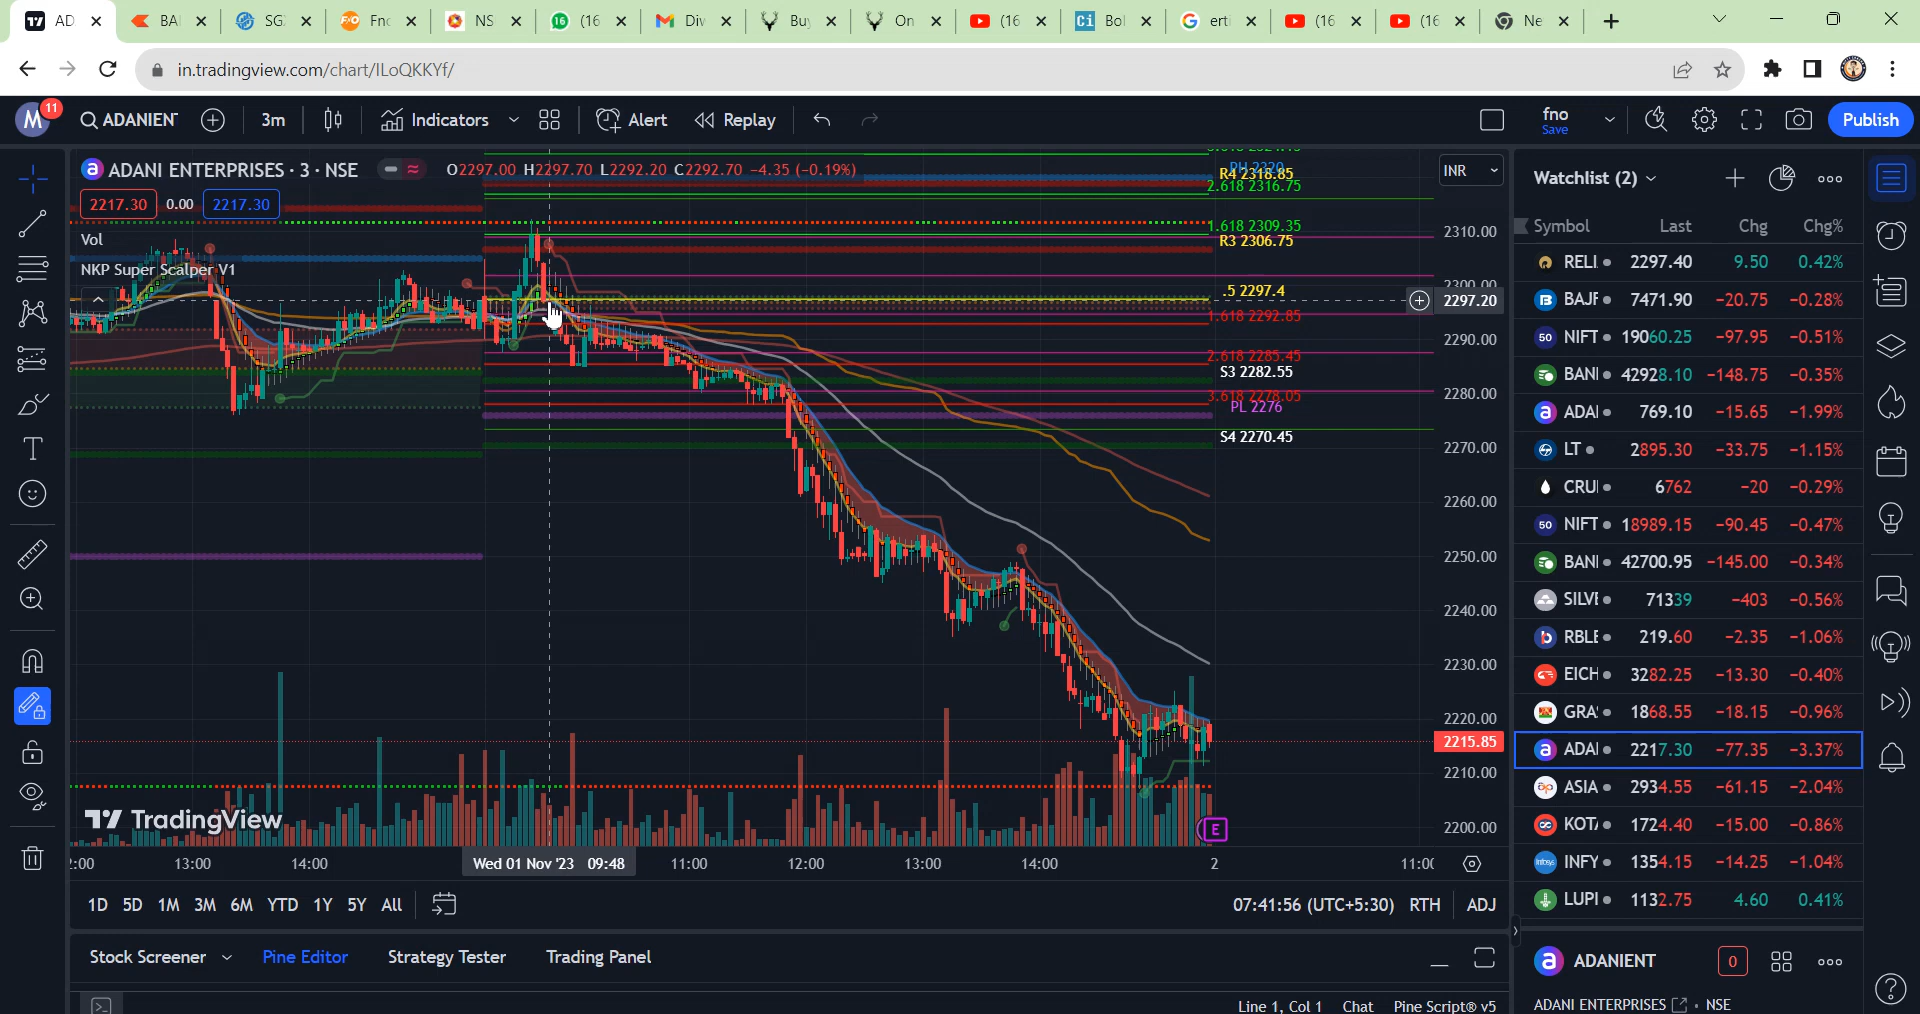 AD
BAI
SG:
Fnc
NS
(16
Div
Bu
On
(16
Bol
erti
(16
(16
Ne
in.tradingview.com/chart/ILoQKKYf/
M
11
ADANIENT
3m
Indicators
Alert
Replay
fno
Save
Publish
ADANI ENTERPRISES · 3 · NSE
O2297.00 H2297.70 L2292.20 C2292.70 -4.35 (-0.19%)
INR
2217.30
0.00
2217.30
Vol
NKP Super Scalper V1
PH 2320
R4 2318.85
2.618 2316.75
1.618 2309.35
R3 2306.75
.5 2297.4
1.618 2292.85
2.618 2285.45
S3 2282.55
3.618 2278.05
PL 2276
S4 2270.45
2310.00
2300.00
2297.20
2290.00
2280.00
2270.00
2260.00
2250.00
2240.00
2230.00
2220.00
2215.85
2210.00
2200.00
TradingView
E
2:00
13:00
14:00
Wed 01 Nov '23 09:48
11:00
12:00
13:00
14:00
2
11:00
1D 5D 1M 3M 6M YTD 1Y 5Y All
07:41:56 (UTC+5:30) RTH ADJ
Stock Screener
Pine Editor
Strategy Tester
Trading Panel
Line 1, Col 1 Chat Pine Script® v5
Watchlist (2)
Symbol Last Chg Chg%
RELI 2297.40 9.50 0.42%
BAJF 7471.90 -20.75 -0.28%
NIFT 19060.25 -97.95 -0.51%
BANI 42928.10 -148.75 -0.35%
ADAI 769.10 -15.65 -1.99%
LT 2895.30 -33.75 -1.15%
CRUI 6762 -20 -0.29%
NIFT 18989.15 -90.45 -0.47%
BANI 42700.95 -145.00 -0.34%
SILVE 71339 -403 -0.56%
RBLE 219.60 -2.35 -1.06%
EICH 3282.25 -13.30 -0.40%
GRA 1868.55 -18.15 -0.96%
ADAI 2217.30 -77.35 -3.37%
ASIA 2934.55 -61.15 -2.04%
KOT 1724.40 -15.00 -0.86%
INFY 1354.15 -14.25 -1.04%
LUPI 1132.75 4.60 0.41%
ADANIENT
0
ADANI ENTERPRISES · NSE